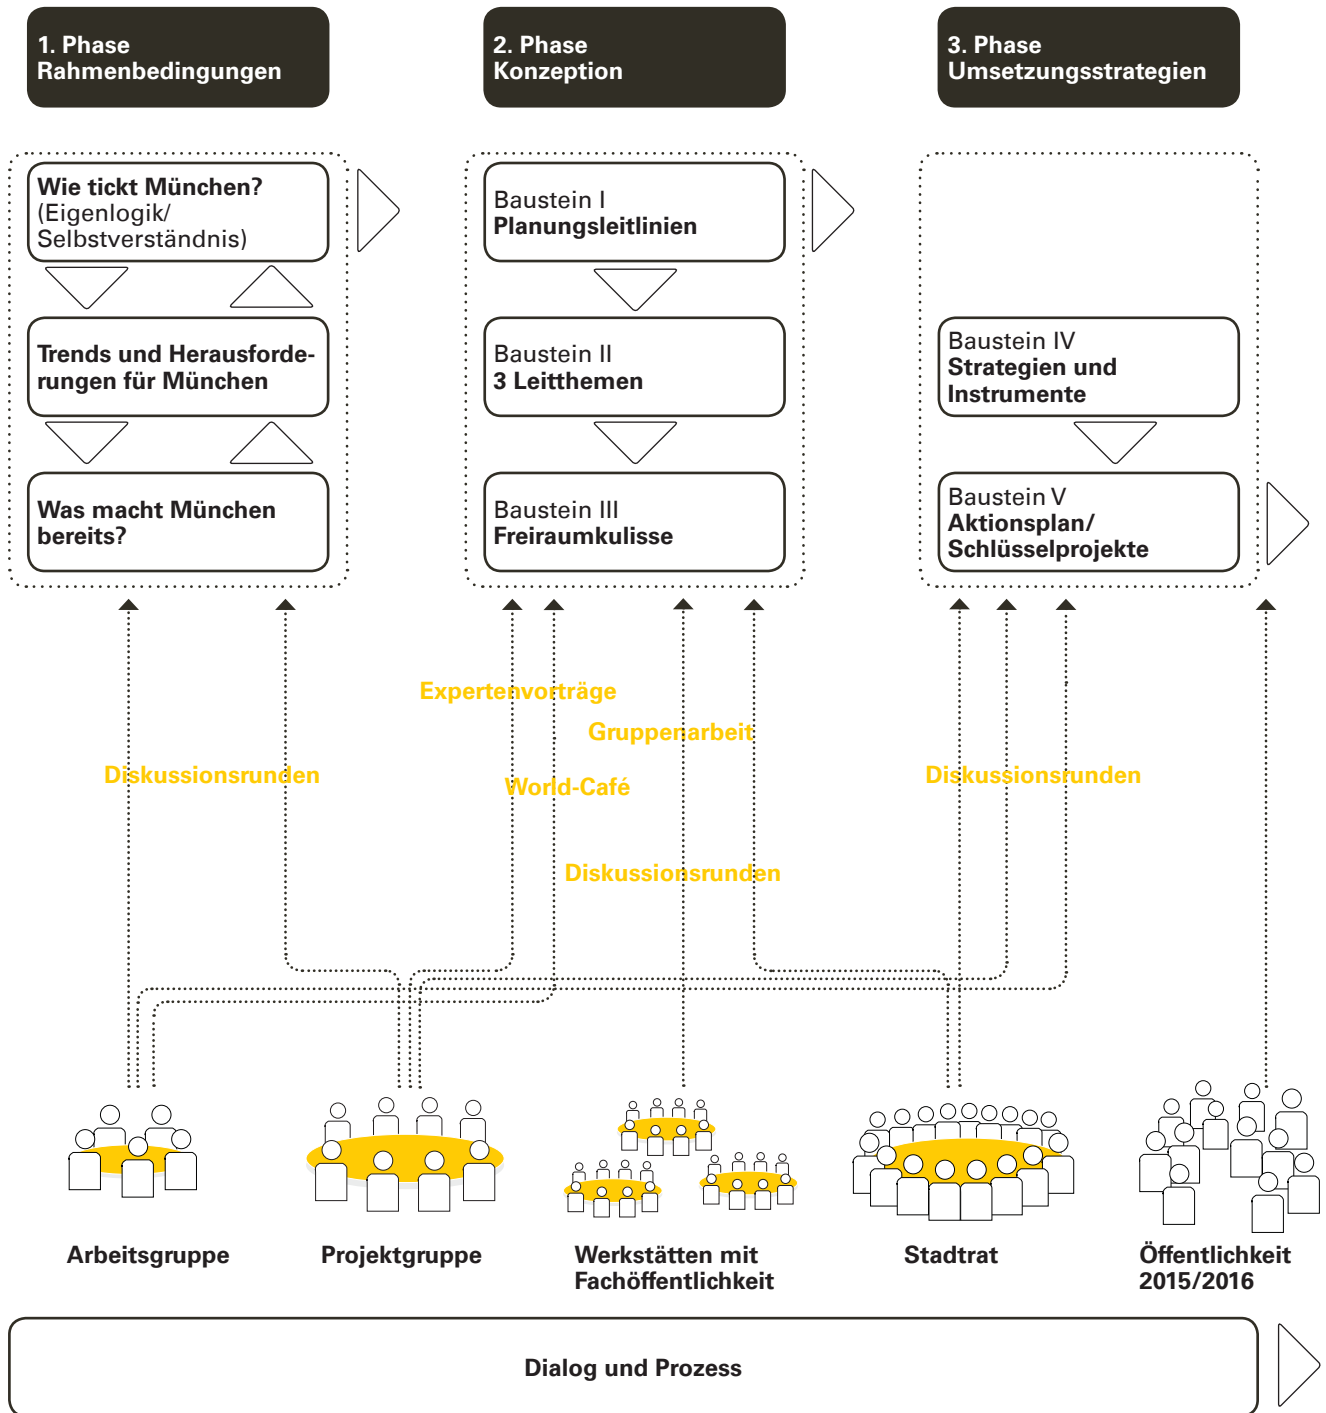 1. Phase
Rahmenbedingungen
2. Phase
Konzeption
3. Phase
Umsetzungsstrategien
Wie tickt München?
(Eigenlogik/
Selbstverständnis)
Trends und Herausforde-
rungen für München
Was macht München
bereits?
Baustein I
Planungsleitlinien
Baustein II
3 Leitthemen
Baustein III
Freiraumkulisse
Baustein IV
Strategien und
Instrumente
Baustein V
Aktionsplan/
Schlüsselprojekte
Expertenvorträge
Gruppenarbeit
Diskussionsrunden
World-Café
Diskussionsrunden
Diskussionsrunden
Arbeitsgruppe
Projektgruppe
Werkstätten mit
Fachöffentlichkeit
Stadtrat
Öffentlichkeit
2015/2016
Dialog und Prozess